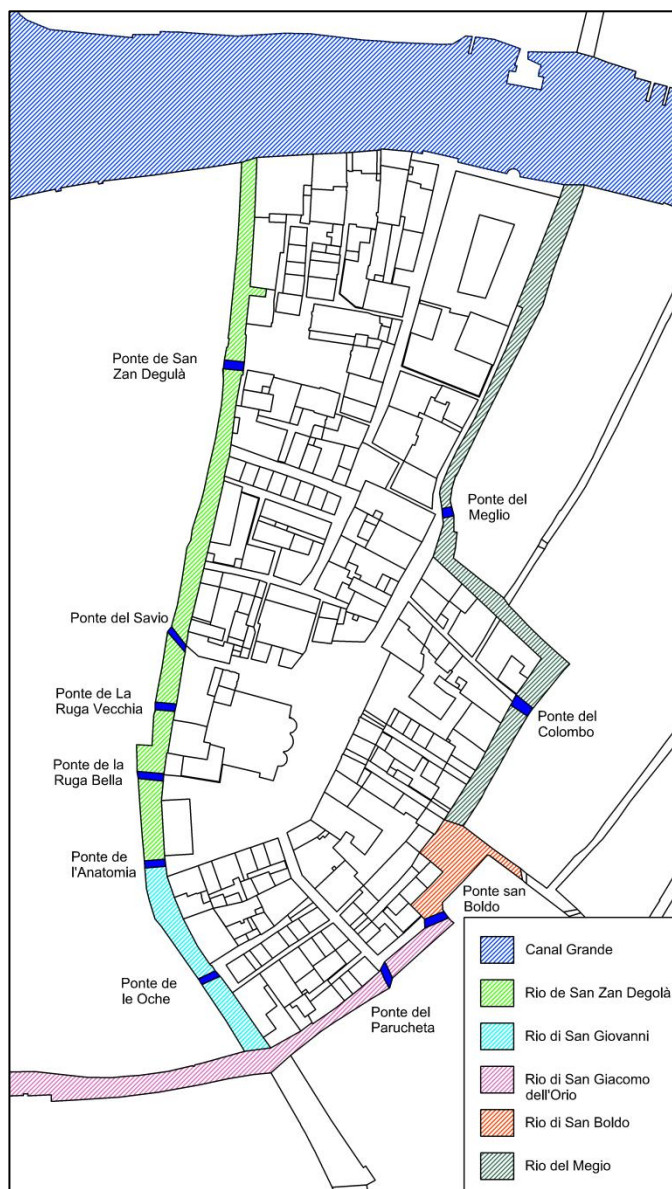 Ponte de San
Zan Degulà
Ponte del
Meglio
Ponte del Savio
Ponte de La
Ruga Vecchia
Ponte del
Colombo
Ponte de la
Ruga Bella
Ponte de
l'Anatomia
Ponte san
Boldo
Ponte de
le Oche
Ponte del
Parucheta
Canal Grande
Rio de San Zan Degolà
Rio di San Giovanni
Rio di San Giacomo
dell'Orio
Rio di San Boldo
Rio del Megio